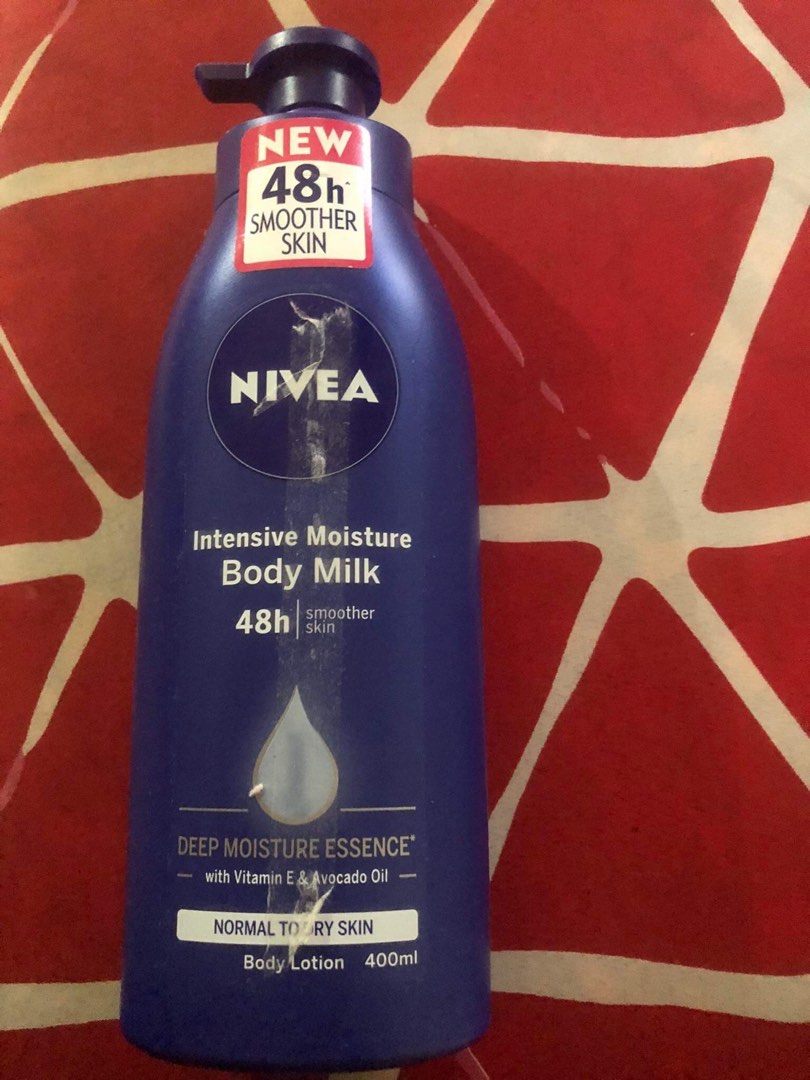 NEW
48h^
SMOOTHER
SKIN
NIVEA
Intensive Moisture
Body Milk
48h smoother
skin
DEEP MOISTURE ESSENCE*
with Vitamin E & Avocado Oil
NORMAL TO DRY SKIN
Body Lotion 400ml